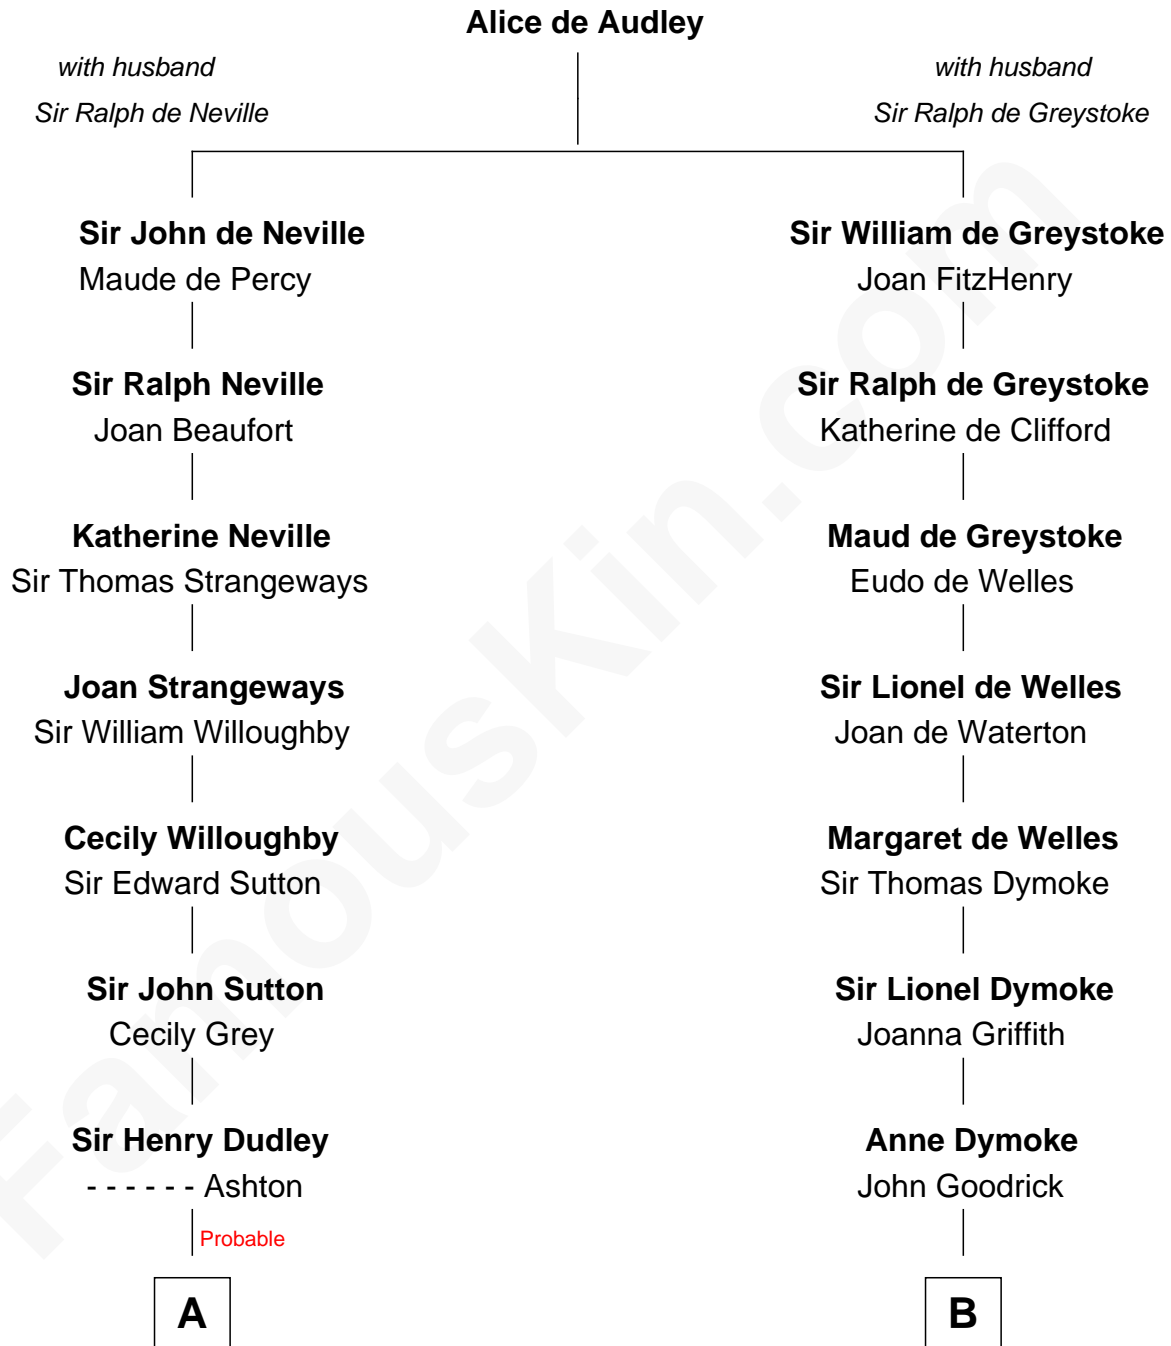 Alice de Audley
with husband
Sir Ralph de Neville
with husband
Sir Ralph de Greystoke
Sir John de Neville
Maude de Percy
Sir William de Greystoke
Joan FitzHenry
Sir Ralph Neville
Joan Beaufort
Sir Ralph de Greystoke
Katherine de Clifford
Katherine Neville
Sir Thomas Strangeways
Maud de Greystoke
Eudo de Welles
Joan Strangeways
Sir William Willoughby
Sir Lionel de Welles
Joan de Waterton
Cecily Willoughby
Sir Edward Sutton
Margaret de Welles
Sir Thomas Dymoke
Sir John Sutton
Cecily Grey
Sir Lionel Dymoke
Joanna Griffith
Sir Henry Dudley
- - - - - - Ashton
Probable
Anne Dymoke
John Goodrick
A
B
FamousKin.com